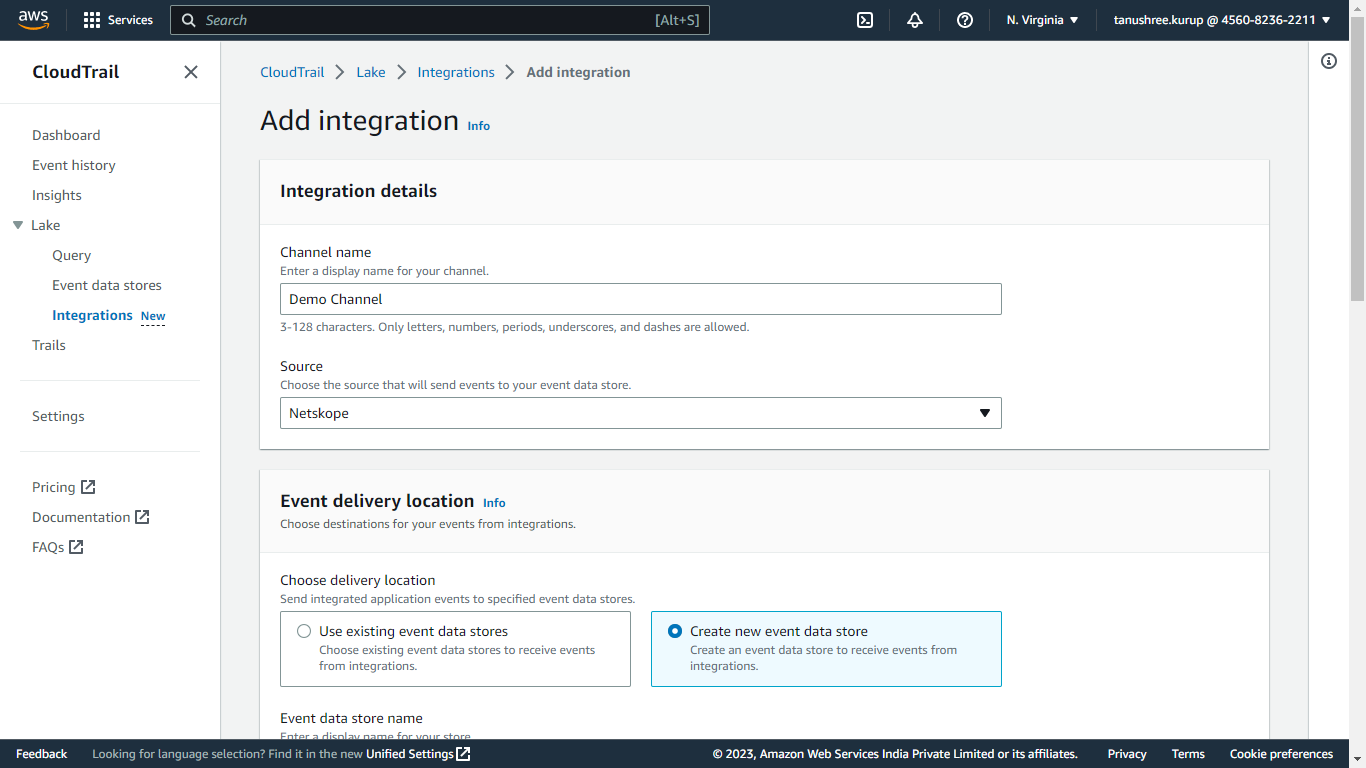 aws
Services
Search [Alt+S]
N. Virginia
tanushree.kurup @ 4560-8236-2211
CloudTrail
Dashboard
Event history
Insights
Lake
Query
Event data stores
Integrations New
Trails
Settings
Pricing
Documentation
FAQs
CloudTrail Lake Integrations Add integration
Add integration Info
Integration details
Channel name
Enter a display name for your channel.
Demo Channel
3-128 characters. Only letters, numbers, periods, underscores, and dashes are allowed.
Source
Choose the source that will send events to your event data store.
Netskope
Event delivery location Info
Choose destinations for your events from integrations.
Choose delivery location
Send integrated application events to specified event data stores.
Use existing event data stores
Choose existing event data stores to receive events
from integrations.
Create new event data store
Create an event data store to receive events from
integrations.
Event data store name
Enter a display name for your store.
Feedback
Looking for language selection? Find it in the new Unified Settings
© 2023, Amazon Web Services India Private Limited or its affiliates.
Privacy
Terms
Cookie preferences